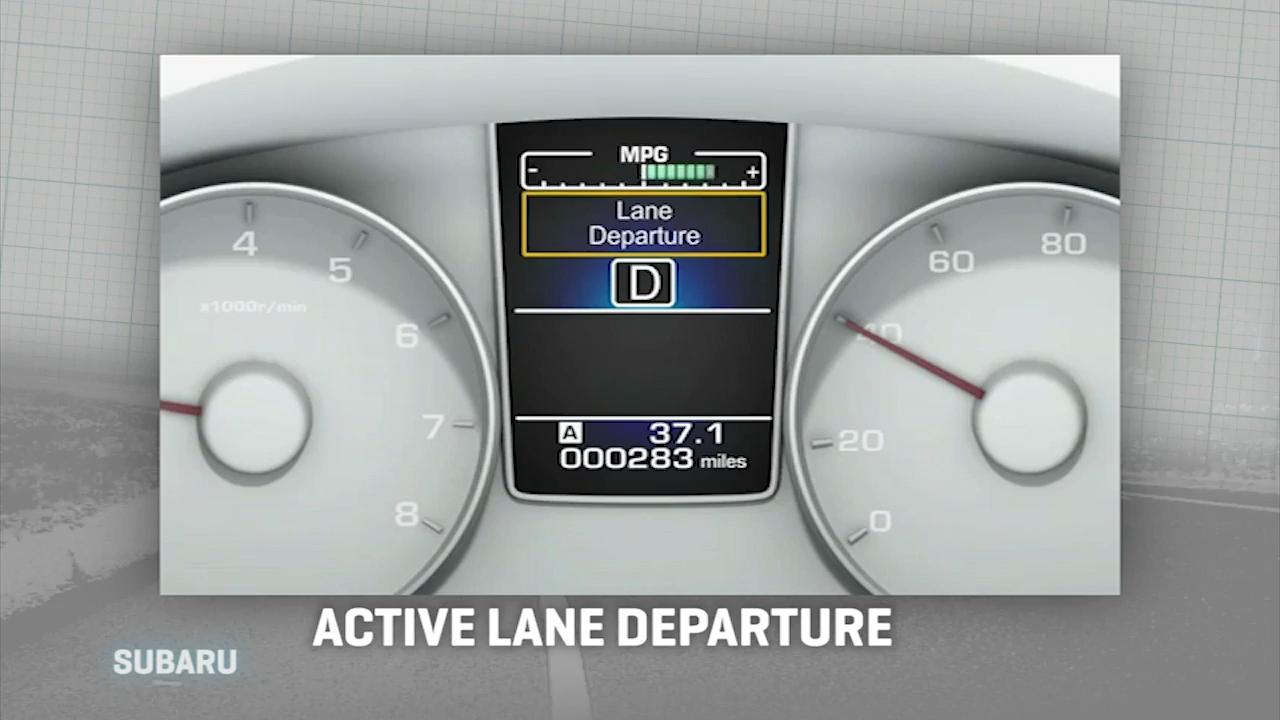 MPG
- +
Lane
Departure
D
4
5
x1000r/min
6
7
8
80
60
40
20
0
A 37.1
000283 miles
ACTIVE LANE DEPARTURE
SUBARU